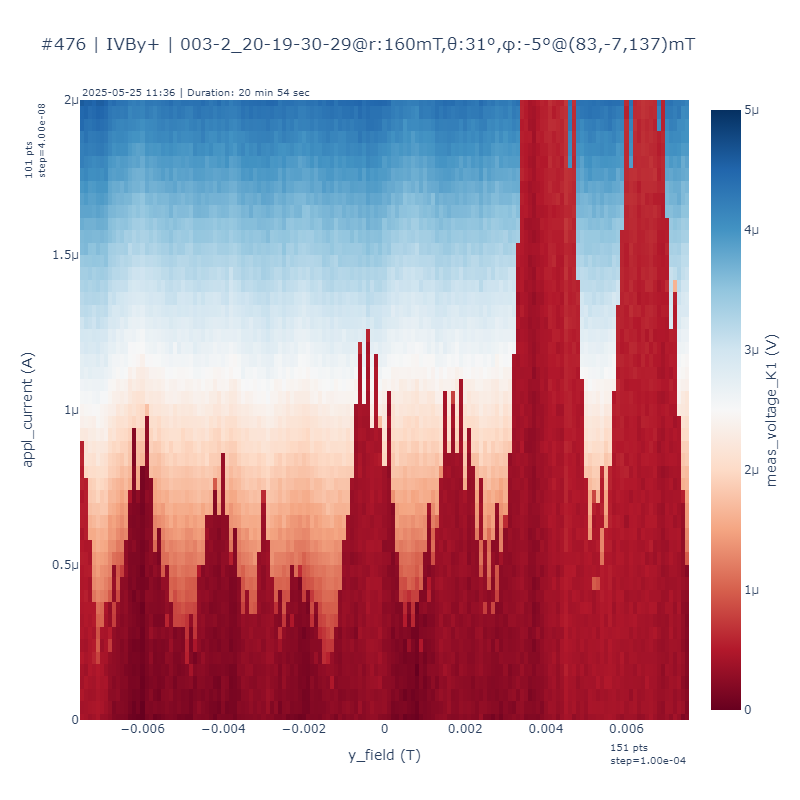 #476 | IVBy+ | 003-2_20-19-30-29@r:160mT,θ:31°,φ:-5°@(83,-7,137)mT
2025-05-25 11:36 | Duration: 20 min 54 sec
101 pts
step=4.00e-08
2μ
1.5μ
1μ
0.5μ
0
appl_current (A)
−0.006
−0.004
−0.002
0
0.002
0.004
0.006
y_field (T)
151 pts
step=1.00e-04
5μ
4μ
3μ
2μ
1μ
0
meas_voltage_K1 (V)